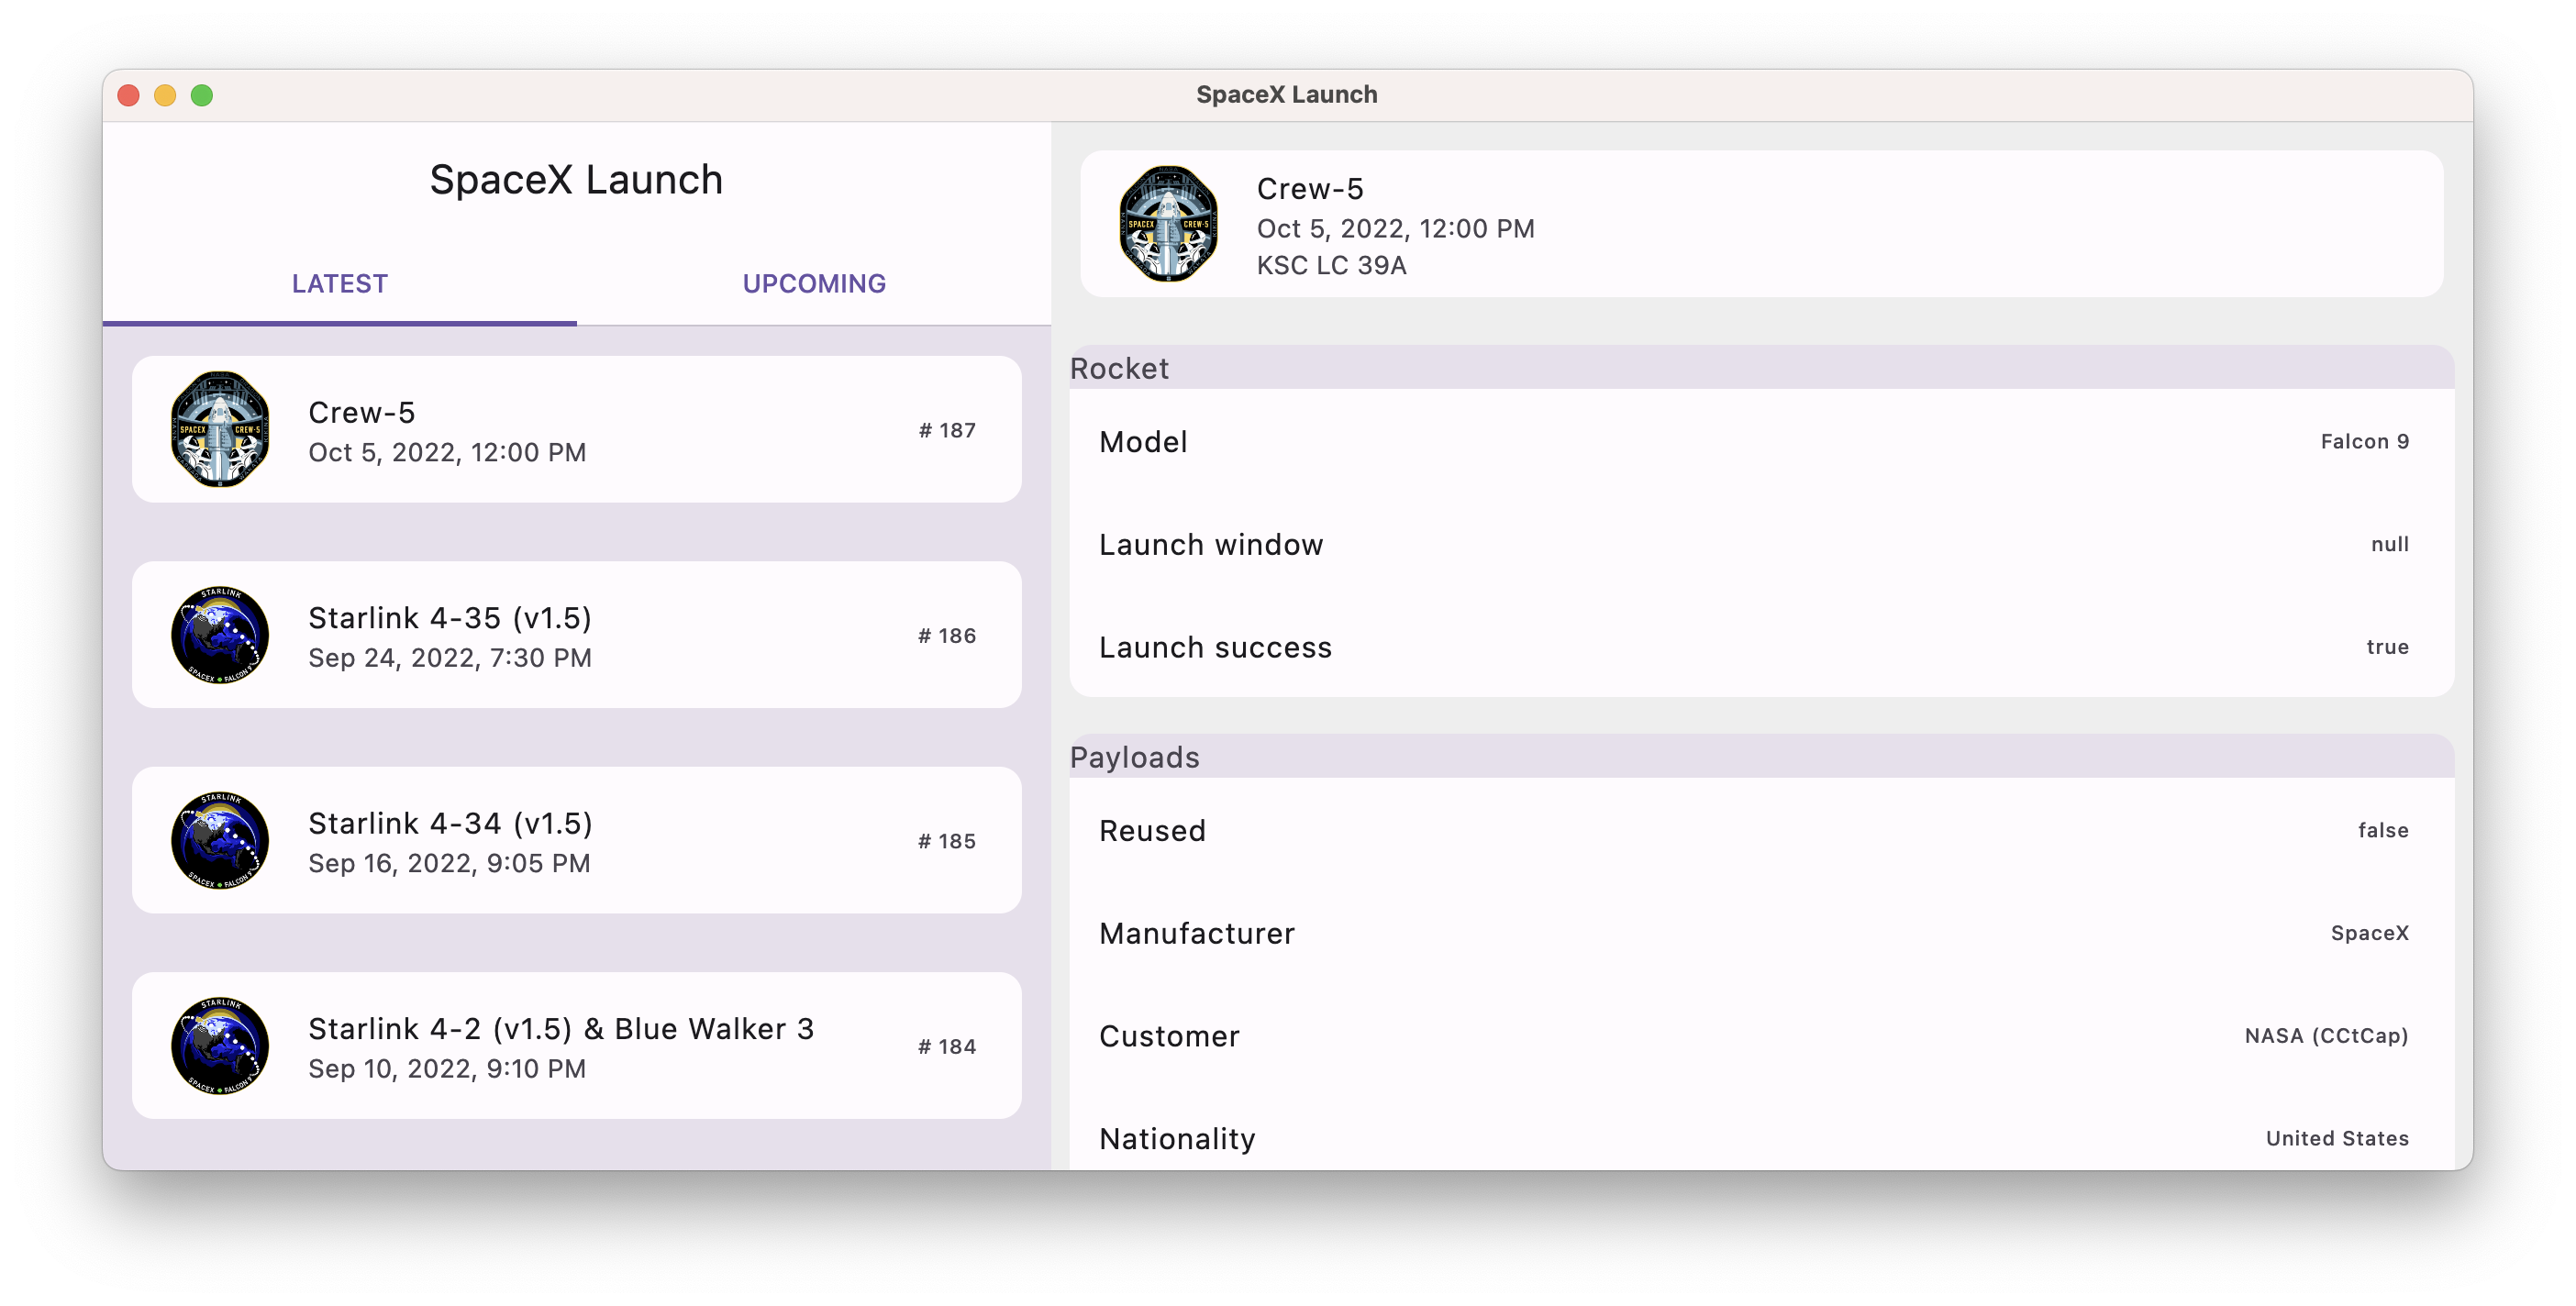 SpaceX Launch
SpaceX Launch
LATEST
UPCOMING
SPACEX CREW-5
Crew-5
Oct 5, 2022, 12:00 PM
# 187
STARLINK
SPACEX FALCON 9
Starlink 4-35 (v1.5)
Sep 24, 2022, 7:30 PM
# 186
STARLINK
SPACEX FALCON 9
Starlink 4-34 (v1.5)
Sep 16, 2022, 9:05 PM
# 185
STARLINK
SPACEX FALCON 9
Starlink 4-2 (v1.5) & Blue Walker 3
Sep 10, 2022, 9:10 PM
# 184
SPACEX CREW-5
Crew-5
Oct 5, 2022, 12:00 PM
KSC LC 39A
Rocket
Model
Falcon 9
Launch window
null
Launch success
true
Payloads
Reused
false
Manufacturer
SpaceX
Customer
NASA (CCtCap)
Nationality
United States